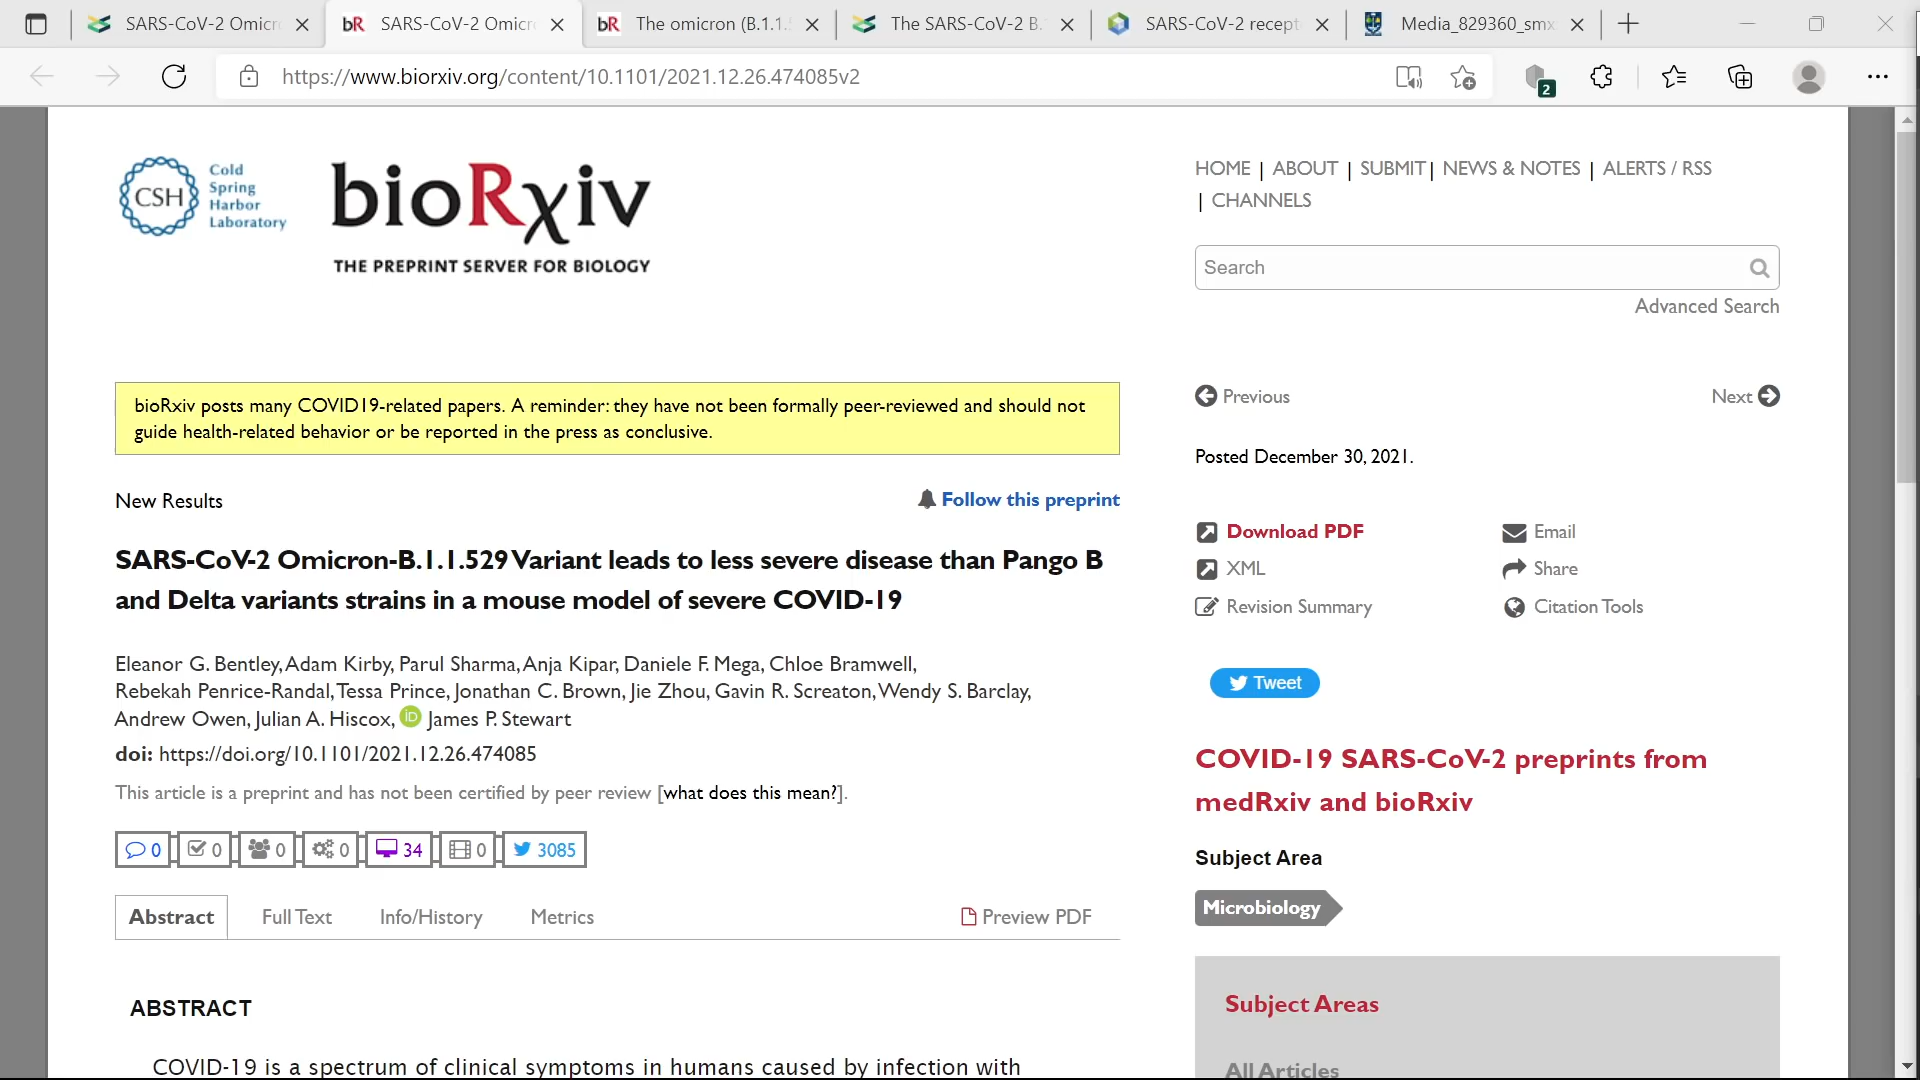 SARS-CoV-2 Omicr
SARS-CoV-2 Omicr
The omicron (B.1.1.5
The SARS-CoV-2 B.
SARS-CoV-2 recept
Media_829360_smx
https://www.biorxiv.org/content/10.1101/2021.12.26.474085v2
2
CSH
Cold
Spring
Harbor
Laboratory
bioRχiv
THE PREPRINT SERVER FOR BIOLOGY
HOME | ABOUT | SUBMIT | NEWS & NOTES | ALERTS / RSS
| CHANNELS
Search
Advanced Search
bioRxiv posts many COVID19-related papers. A reminder: they have not been formally peer-reviewed and should not
guide health-related behavior or be reported in the press as conclusive.
Previous
Next
Posted December 30, 2021.
New Results
Follow this preprint
SARS-CoV-2 Omicron-B.1.1.529 Variant leads to less severe disease than Pango B
and Delta variants strains in a mouse model of severe COVID-19
Eleanor G. Bentley, Adam Kirby, Parul Sharma, Anja Kipar, Daniele F. Mega, Chloe Bramwell,
Rebekah Penrice-Randal, Tessa Prince, Jonathan C. Brown, Jie Zhou, Gavin R. Screaton, Wendy S. Barclay,
Andrew Owen, Julian A. Hiscox, iD James P. Stewart
doi: https://doi.org/10.1101/2021.12.26.474085
This article is a preprint and has not been certified by peer review [what does this mean?].
0 0 0 0 34 0 3085
Abstract
Full Text
Info/History
Metrics
Preview PDF
ABSTRACT
COVID-19 is a spectrum of clinical symptoms in humans caused by infection with
Download PDF
Email
XML
Share
Revision Summary
Citation Tools
Tweet
COVID-19 SARS-CoV-2 preprints from
medRxiv and bioRxiv
Subject Area
Microbiology
Subject Areas
All Articles